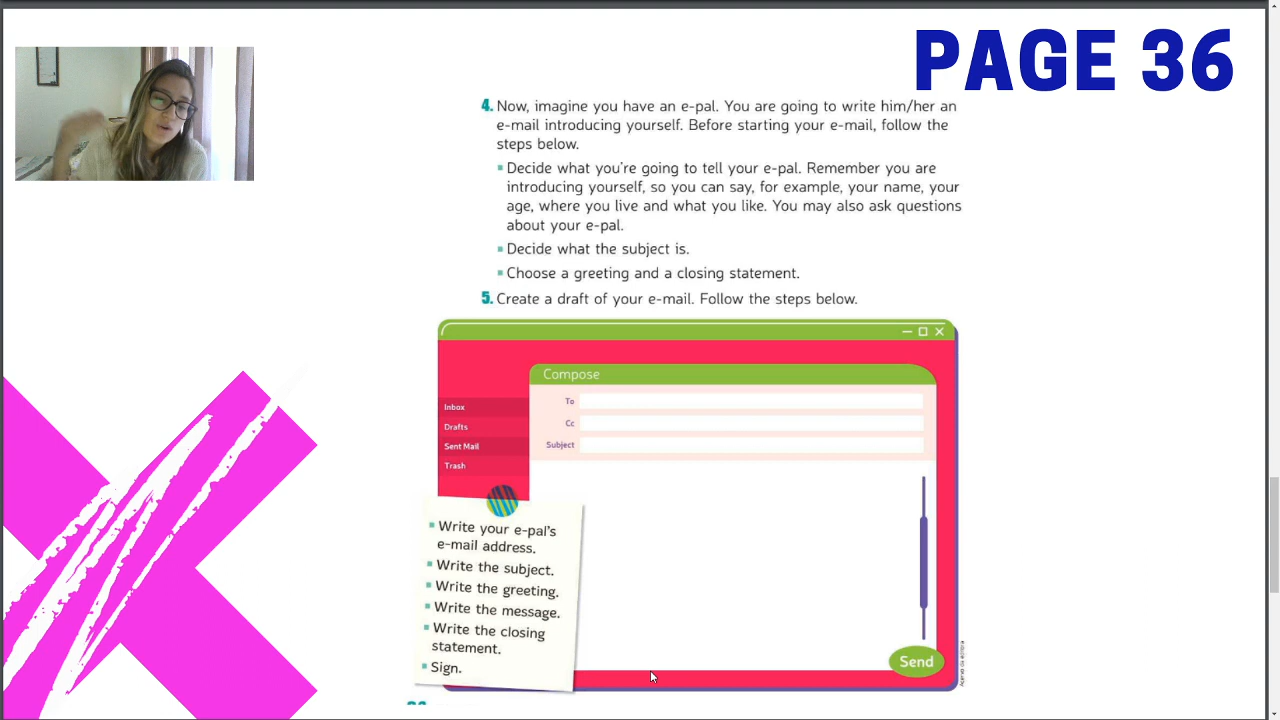 PAGE 36
4. Now, imagine you have an e-pal. You are going to write him/her an
e-mail introducing yourself. Before starting your e-mail, follow the
steps below.
▪ Decide what you're going to tell your e-pal. Remember you are
introducing yourself, so you can say, for example, your name, your
age, where you live and what you like. You may also ask questions
about your e-pal.
▪ Decide what the subject is.
▪ Choose a greeting and a closing statement.
5. Create a draft of your e-mail. Follow the steps below.
Compose
To
Cc
Subject
Inbox
Drafts
Sent Mail
Trash
▪ Write your e-pal's
e-mail address.
▪ Write the subject.
▪ Write the greeting.
▪ Write the message.
▪ Write the closing
statement.
▪ Sign.
Send